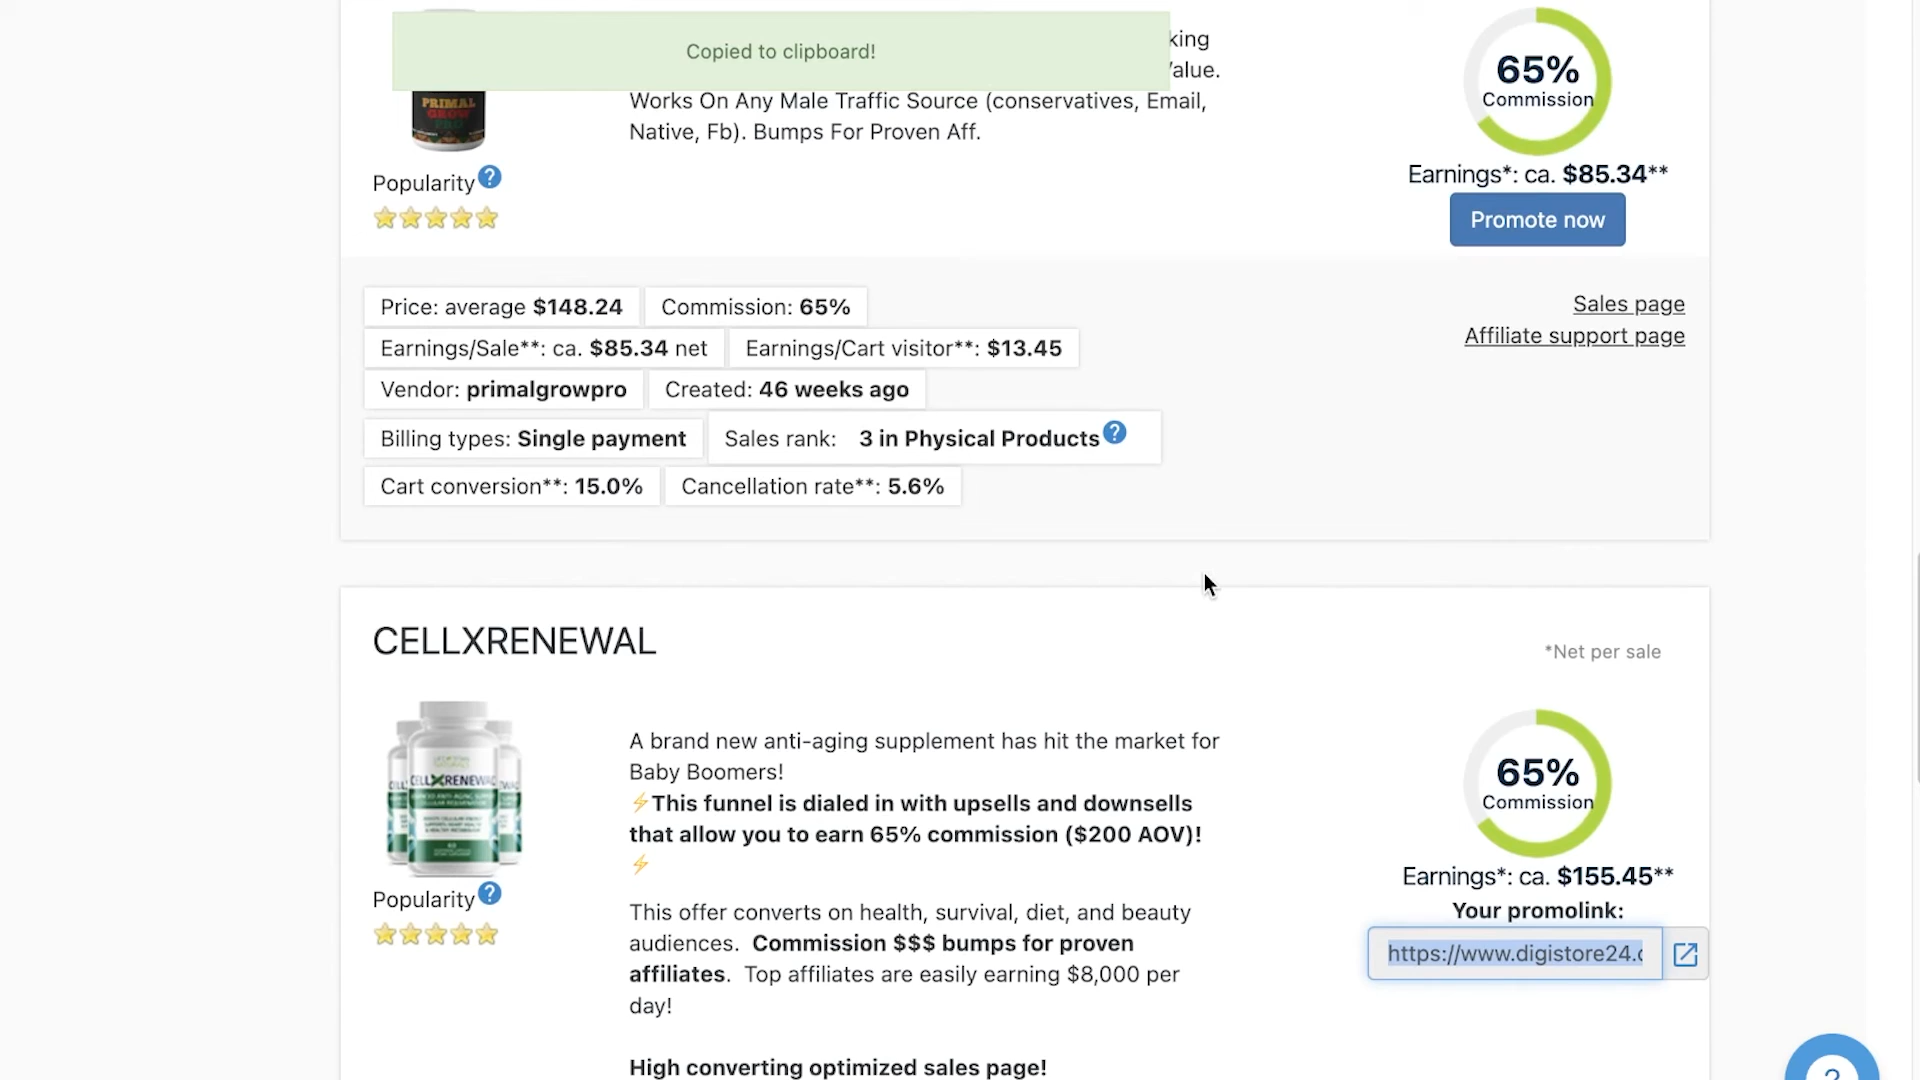 Copied to clipboard!
king
alue.
Works On Any Male Traffic Source (conservatives, Email,
Native, Fb). Bumps For Proven Aff.
PRIMAL
GROW
PRO
Popularity
65%
Commission
Earnings*: ca. $85.34**
Promote now
Price: average $148.24
Commission: 65%
Earnings/Sale**: ca. $85.34 net
Earnings/Cart visitor**: $13.45
Vendor: primalgrowpro
Created: 46 weeks ago
Billing types: Single payment
Sales rank: 3 in Physical Products
Cart conversion**: 15.0%
Cancellation rate**: 5.6%
Sales page
Affiliate support page
CELLXRENEWAL
*Net per sale
CELLXRENEWAL
Popularity
A brand new anti-aging supplement has hit the market for
Baby Boomers!
⚡This funnel is dialed in with upsells and downsells
that allow you to earn 65% commission ($200 AOV)!
⚡
This offer converts on health, survival, diet, and beauty
audiences. Commission $$$ bumps for proven
affiliates. Top affiliates are easily earning $8,000 per
day!
High converting optimized sales page!
65%
Commission
Earnings*: ca. $155.45**
Your promolink:
https://www.digistore24.c